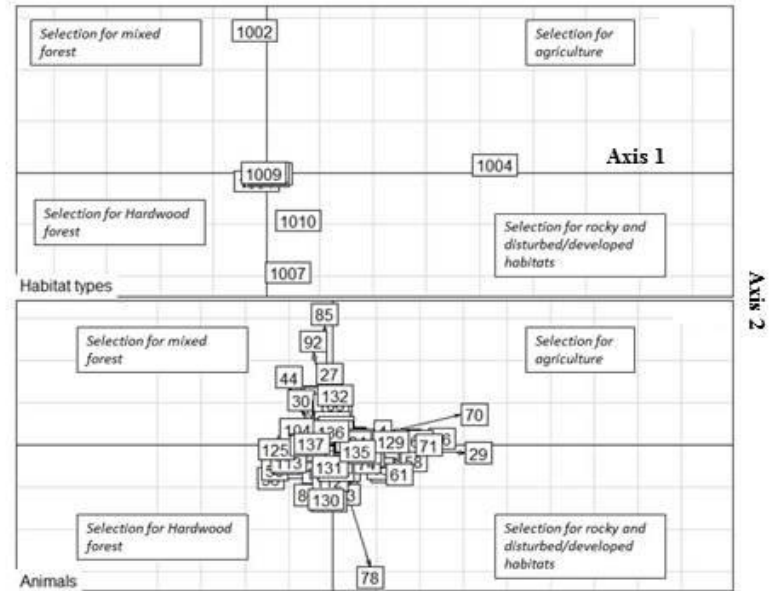 Selection for mixed
forest
1002
Selection for
agriculture
1009
1004
Axis 1
Selection for Hardwood
forest
1010
Selection for rocky and
disturbed/developed
habitats
1007
Habitat types
Axis 2
85
Selection for mixed
forest
92
Selection for
agriculture
27
44
132
30
70
104
136
137
129
71
125
135
29
113
131
61
130
Selection for Hardwood
forest
Selection for rocky and
disturbed/developed
habitats
78
Animals